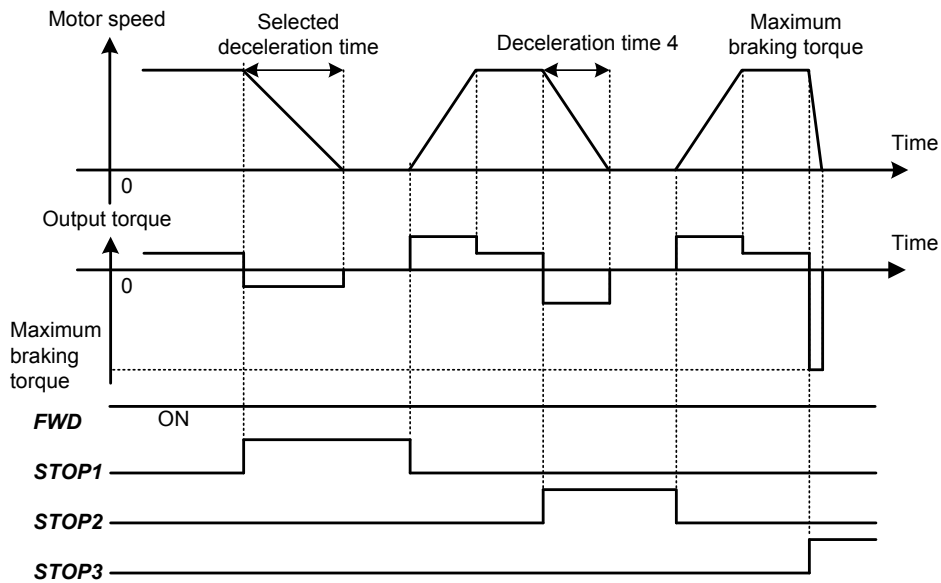 Motor speed
Selected
deceleration time
Deceleration time 4
Maximum
braking torque
Time
0
Output torque
Time
0
Maximum
braking
torque
FWD
ON
STOP1
STOP2
STOP3